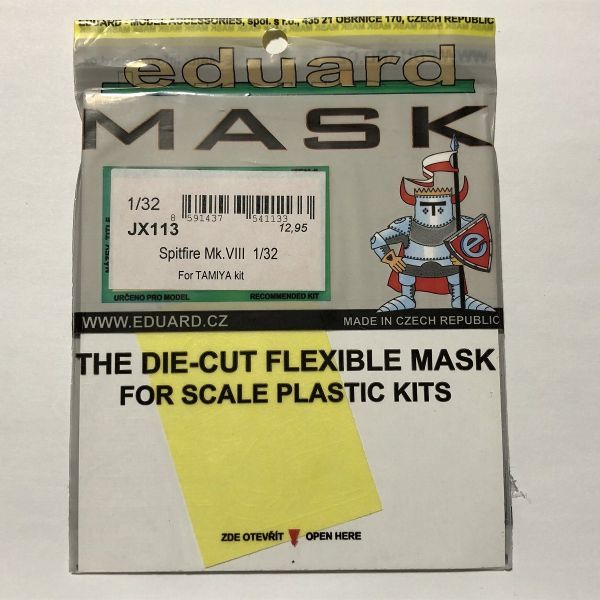 EDUARD - MODEL ACCESSORIES, spol. s r.o., 435 21 OBRNICE 170, CZECH REPUBLIC
eduard
MASK
1/32
8 591437 541133
JX113
12,95
Spitfire Mk.VIII 1/32
For TAMIYA kit
NÁZEV TITLE
URČENO PRO MODEL RECOMMENDED KIT
e
WWW.EDUARD.CZ MADE IN CZECH REPUBLIC
THE DIE-CUT FLEXIBLE MASK
FOR SCALE PLASTIC KITS
ZDE OTEVŘÍT OPEN HERE